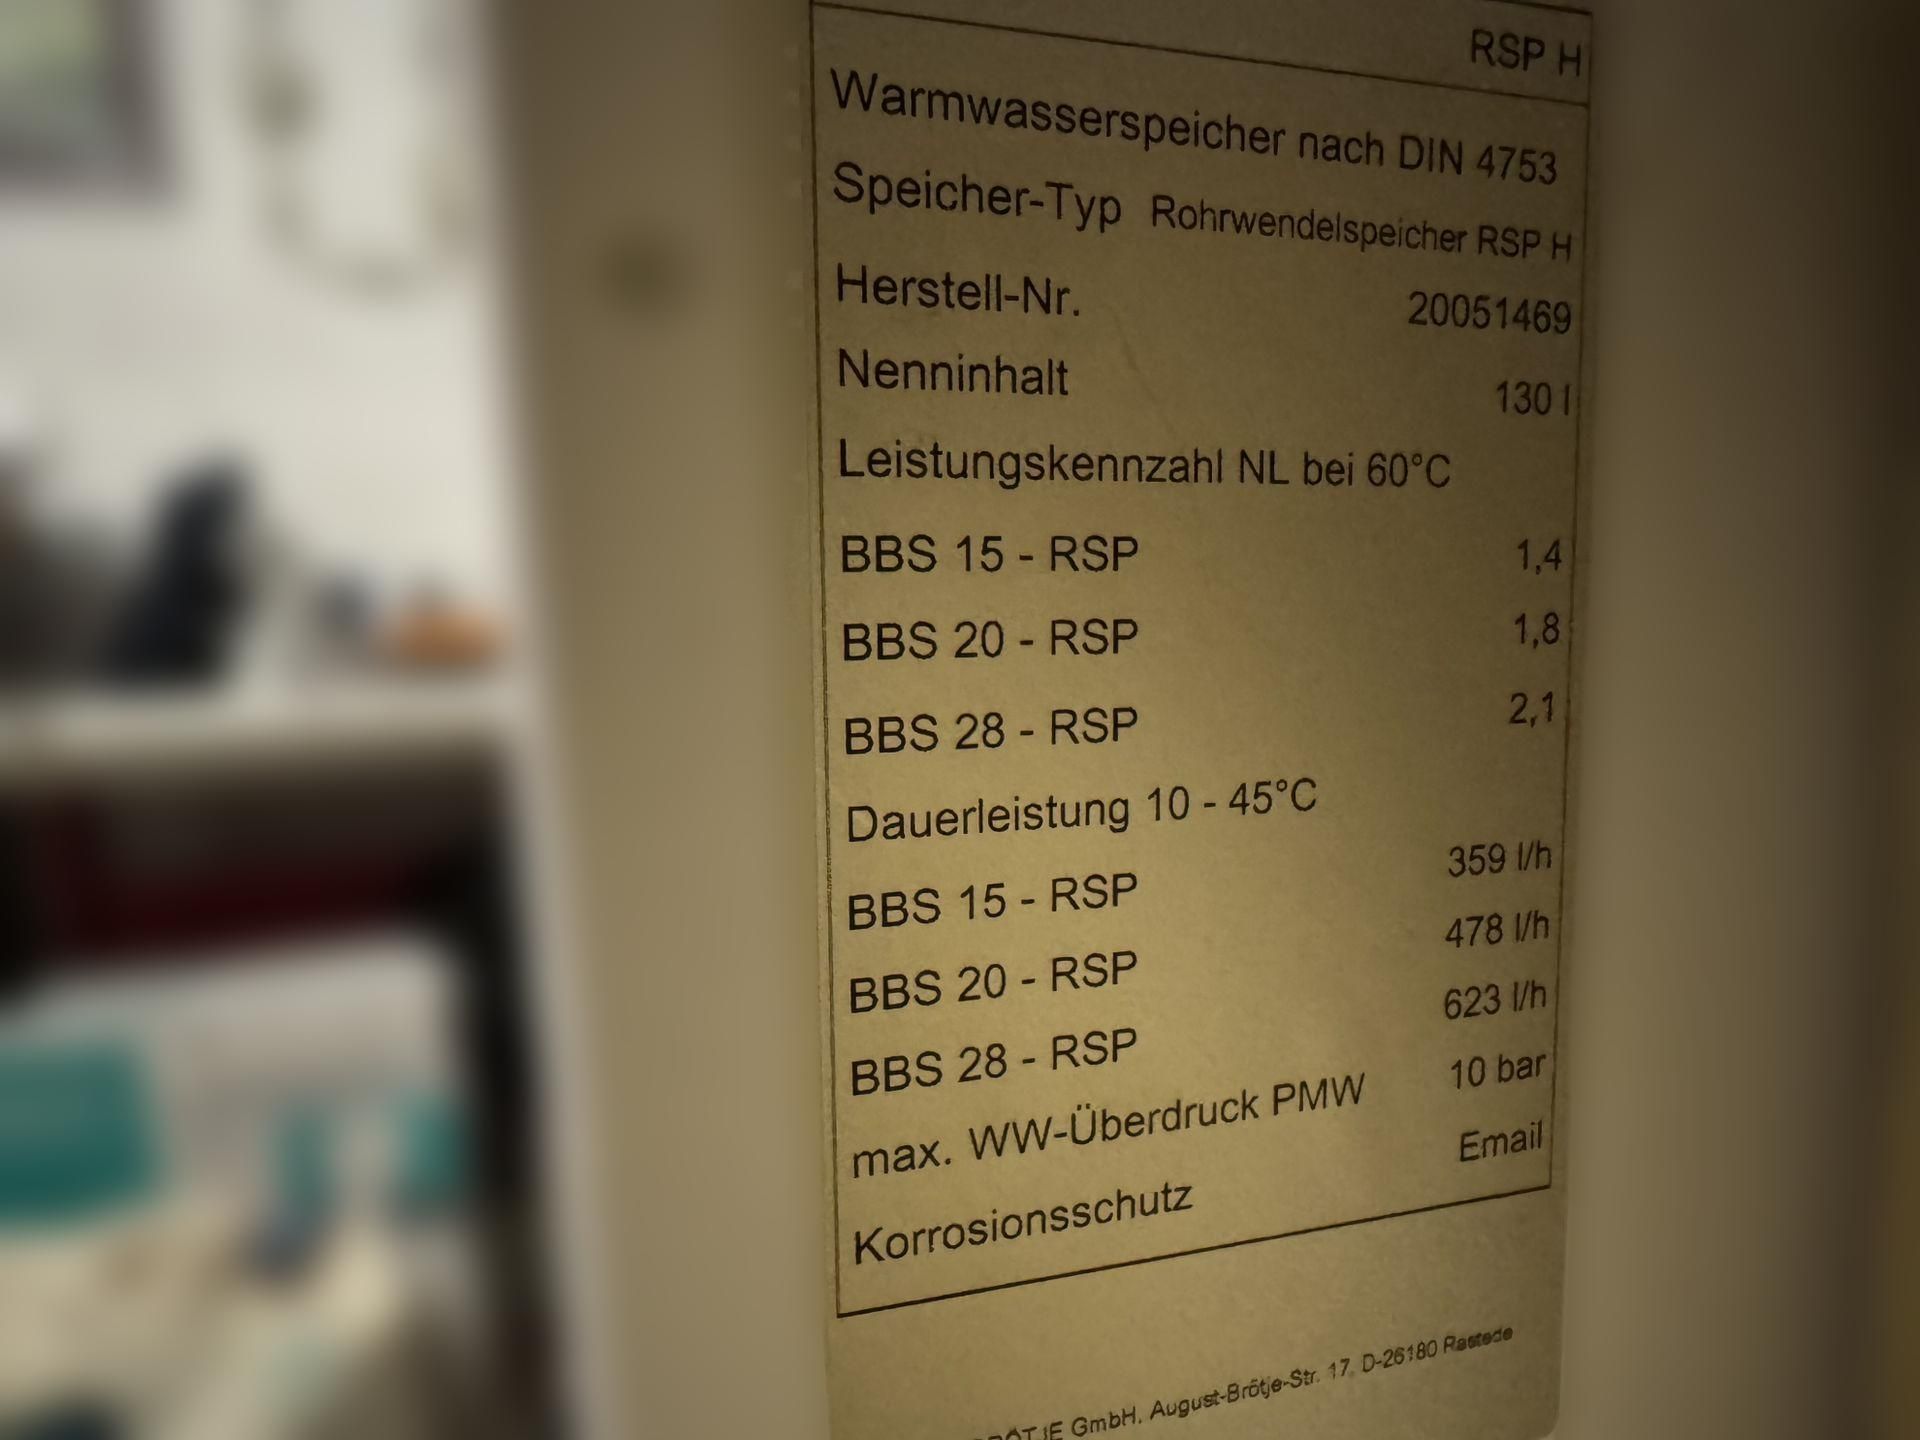 RSP H
Warmwasserspeicher nach DIN 4753
Speicher-Typ Rohrwendelspeicher RSP H
Herstell-Nr. 20051469
Nenninhalt 130 l
Leistungskennzahl NL bei 60°C
BBS 15 - RSP 1,4
BBS 20 - RSP 1,8
BBS 28 - RSP 2,1
Dauerleistung 10 - 45°C
BBS 15 - RSP 359 l/h
BBS 20 - RSP 478 l/h
BBS 28 - RSP 623 l/h
max. WW-Überdruck PMW 10 bar
Korrosionsschutz Email
BRÖTJE GmbH, August-Brötje-Str. 17, D-26180 Rastede